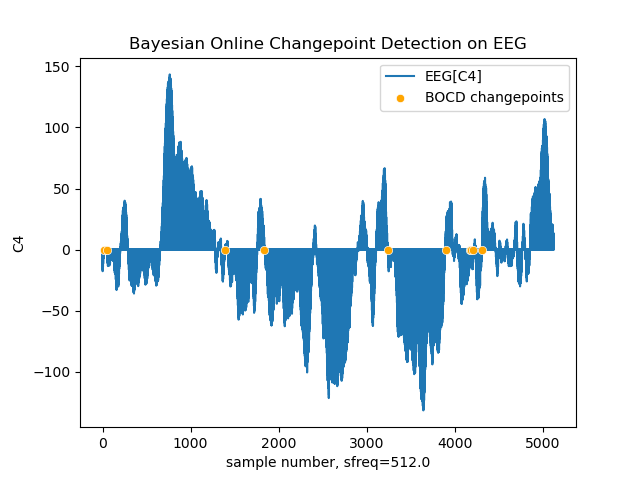 Bayesian Online Changepoint Detection on EEG
EEG[C4]
BOCD changepoints
150
100
50
0
−50
−100
C4
0
1000
2000
3000
4000
5000
sample number, sfreq=512.0